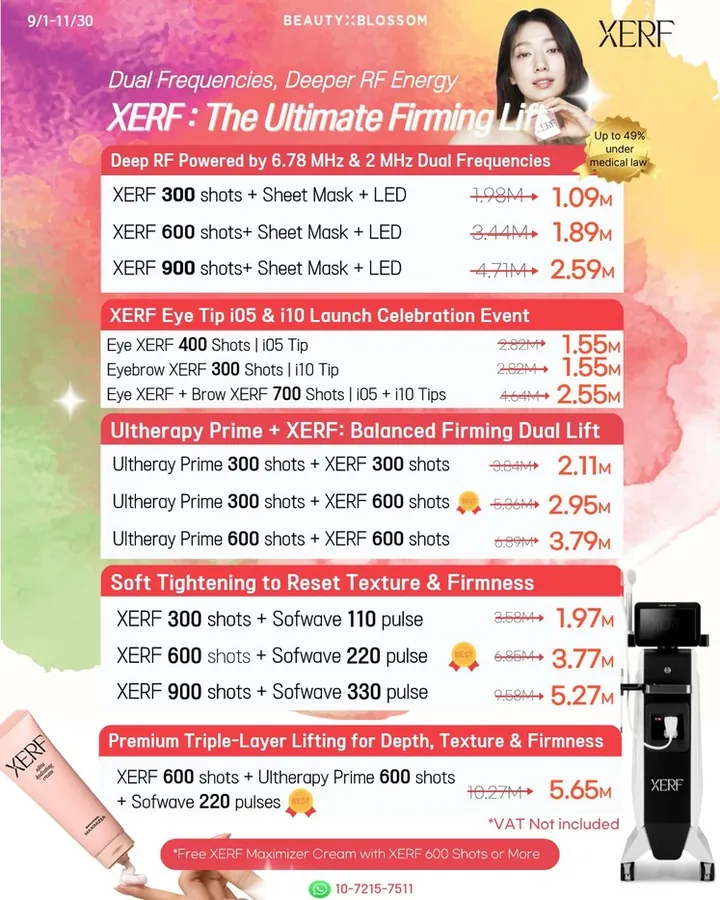 9/1-11/30
BEAUTY BLOSSOM
XERF
Dual Frequencies, Deeper RF Energy
XERF : The Ultimate Firming Lift
Up to 49%
under
medical law
Deep RF Powered by 6.78 MHz & 2 MHz Dual Frequencies
XERF 300 shots + Sheet Mask + LED 1.98M 1.09M
XERF 600 shots+ Sheet Mask + LED 3.44M 1.89M
XERF 900 shots+ Sheet Mask + LED 4.71M 2.59M
XERF Eye Tip i05 & i10 Launch Celebration Event
Eye XERF 400 Shots | i05 Tip 2.82M 1.55M
Eyebrow XERF 300 Shots | i10 Tip 2.82M 1.55M
Eye XERF + Brow XERF 700 Shots | i05 + i10 Tips 4.64M 2.55M
Ultherapy Prime + XERF: Balanced Firming Dual Lift
Ultheray Prime 300 shots + XERF 300 shots 3.84M 2.11M
Ultheray Prime 300 shots + XERF 600 shots BEST 5.36M 2.95M
Ultheray Prime 600 shots + XERF 600 shots 6.89M 3.79M
Soft Tightening to Reset Texture & Firmness
XERF 300 shots + Sofwave 110 pulse 3.58M 1.97M
XERF 600 shots + Sofwave 220 pulse BEST 6.85M 3.77M
XERF 900 shots + Sofwave 330 pulse 9.58M 5.27M
Premium Triple-Layer Lifting for Depth, Texture & Firmness
XERF 600 shots + Ultherapy Prime 600 shots
+ Sofwave 220 pulses BEST 10.27M 5.65M
*VAT Not included
*Free XERF Maximizer Cream with XERF 600 Shots or More
10-7215-7511
XERF
ultra
hydrating
cream
MAXIMIZER
XERF